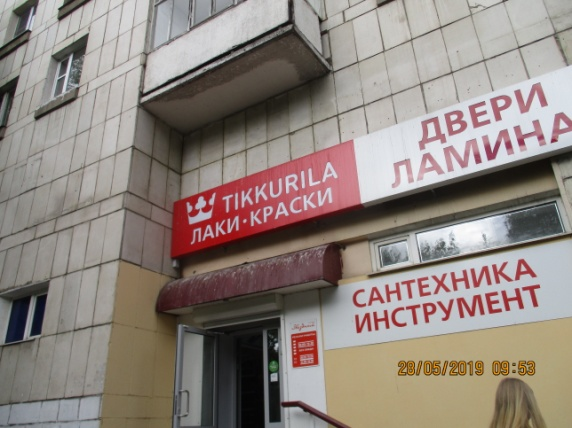 TIKKURILA
ЛАКИ·КРАСКИ
ДВЕРИ
ЛАМИНА
САНТЕХНИКА
ИНСТРУМЕНТ
28/05/2019 09:53